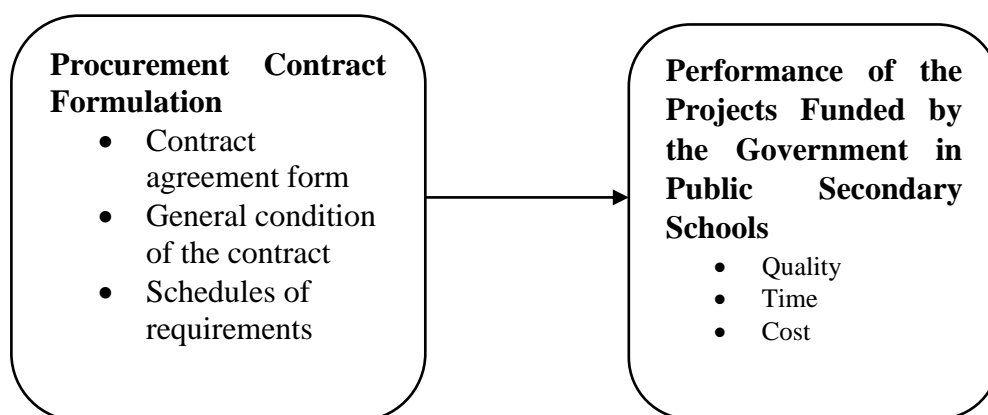 Procurement Contract
Formulation
• Contract
agreement form
• General condition
of the contract
• Schedules of
requirements
Performance of the
Projects Funded by
the Government in
Public Secondary
Schools
• Quality
• Time
• Cost